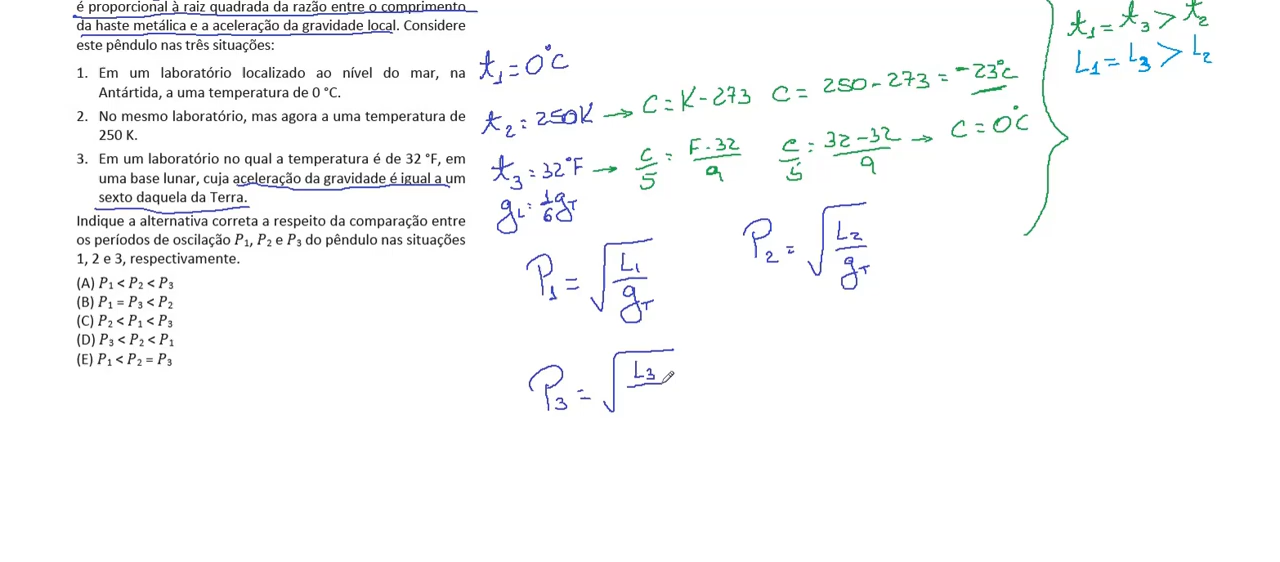 é proporcional à raiz quadrada da razão entre o comprimento
da haste metálica e a aceleração da gravidade local. Considere
este pêndulo nas três situações:
1. Em um laboratório localizado ao nível do mar, na
Antártida, a uma temperatura de 0 °C.
2. No mesmo laboratório, mas agora a uma temperatura de
250 K.
3. Em um laboratório no qual a temperatura é de 32 °F, em
uma base lunar, cuja aceleração da gravidade é igual a um
sexto daquela da Terra.
Indique a alternativa correta a respeito da comparação entre
os períodos de oscilação P₁, P₂ e P₃ do pêndulo nas situações
1, 2 e 3, respectivamente.
(A) P₁ < P₂ < P₃
(B) P₁ = P₃ < P₂
(C) P₂ < P₁ < P₃
(D) P₃ < P₂ < P₁
(E) P₁ < P₂ = P₃
t₁ = 0°C
t₂ = 250K → C = K - 273 C = 250 - 273 = -23°C
t₃ = 32°F → C/5 = F - 32/9 C/5 = 32 - 32/9 → C = 0°C
g_L = 1/6 g_T
P₁ = √(L₁/g_T)
P₂ = √(L₂/g_T)
P₃ = √(L₃
t₁ = t₃ > t₂
L₁ = L₃ > L₂